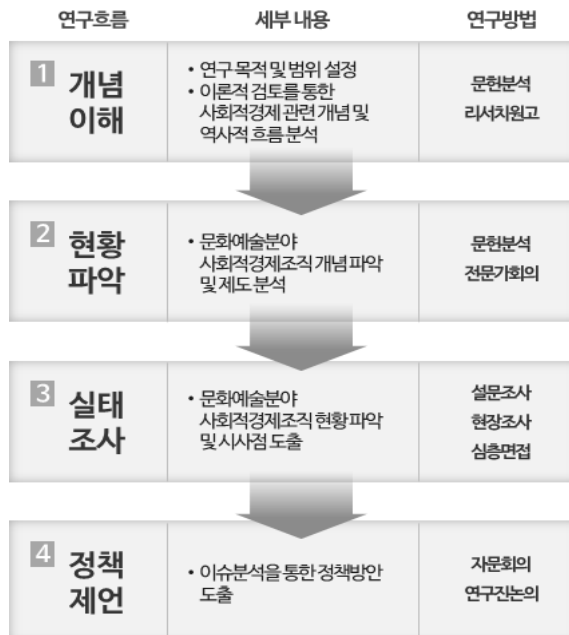 연구흐름 세부 내용 연구방법
1 개념
이해
• 연구 목적 및 범위 설정
• 이론적 검토를 통한
사회적경제 관련 개념 및
역사적 흐름 분석
문헌분석
리서치원고
2 현황
파악
• 문화예술분야
사회적경제조직 개념 파악
및 제도 분석
문헌분석
전문가회의
3 실태
조사
• 문화예술분야
사회적경제조직 현황 파악
및 시사점 도출
설문조사
현장조사
심층면접
4 정책
제언
• 이슈분석을 통한 정책방안
도출
자문회의
연구진논의